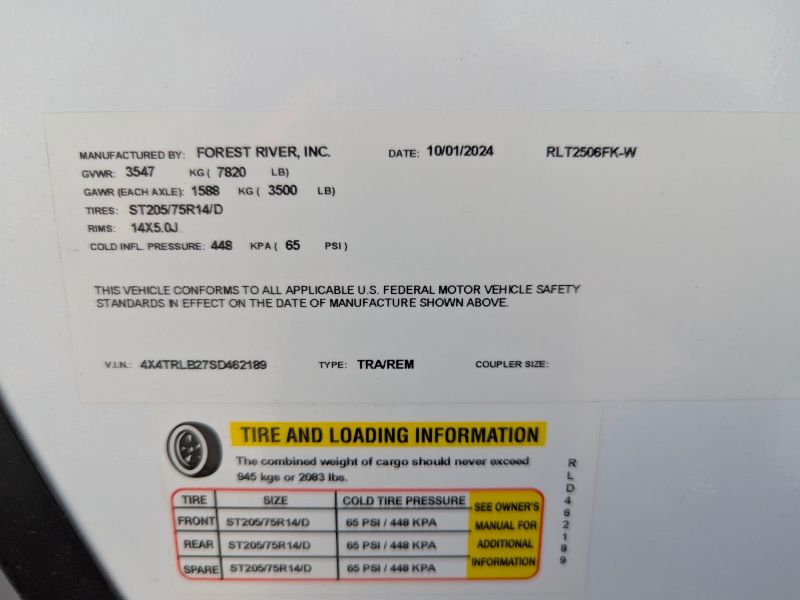 MANUFACTURED BY: FOREST RIVER, INC. DATE: 10/01/2024 RLT2506FK-W
GVWR: 3547 KG ( 7820 LB)
GAWR (EACH AXLE): 1588 KG ( 3500 LB)
TIRES: ST205/75R14/D
RIMS: 14X5.0J
COLD INFL. PRESSURE: 448 KPA ( 65 PSI )
THIS VEHICLE CONFORMS TO ALL APPLICABLE U.S. FEDERAL MOTOR VEHICLE SAFETY
STANDARDS IN EFFECT ON THE DATE OF MANUFACTURE SHOWN ABOVE.
V.I.N.: 4X4TRLB27SD462189 TYPE: TRA/REM COUPLER SIZE:
TIRE AND LOADING INFORMATION
The combined weight of cargo should never exceed
945 kgs or 2083 lbs.
TIRE SIZE COLD TIRE PRESSURE
FRONT ST205/75R14/D 65 PSI / 448 KPA
REAR ST205/75R14/D 65 PSI / 448 KPA
SPARE ST205/75R14/D 65 PSI / 448 KPA
SEE OWNER'S
MANUAL FOR
ADDITIONAL
INFORMATION
RLD462189